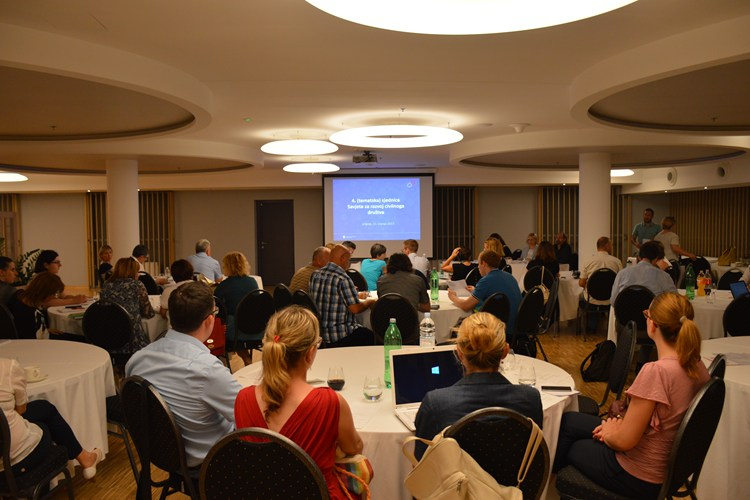 4. (tematska) sjednica
Savjeta za razvoj civilnoga
društva